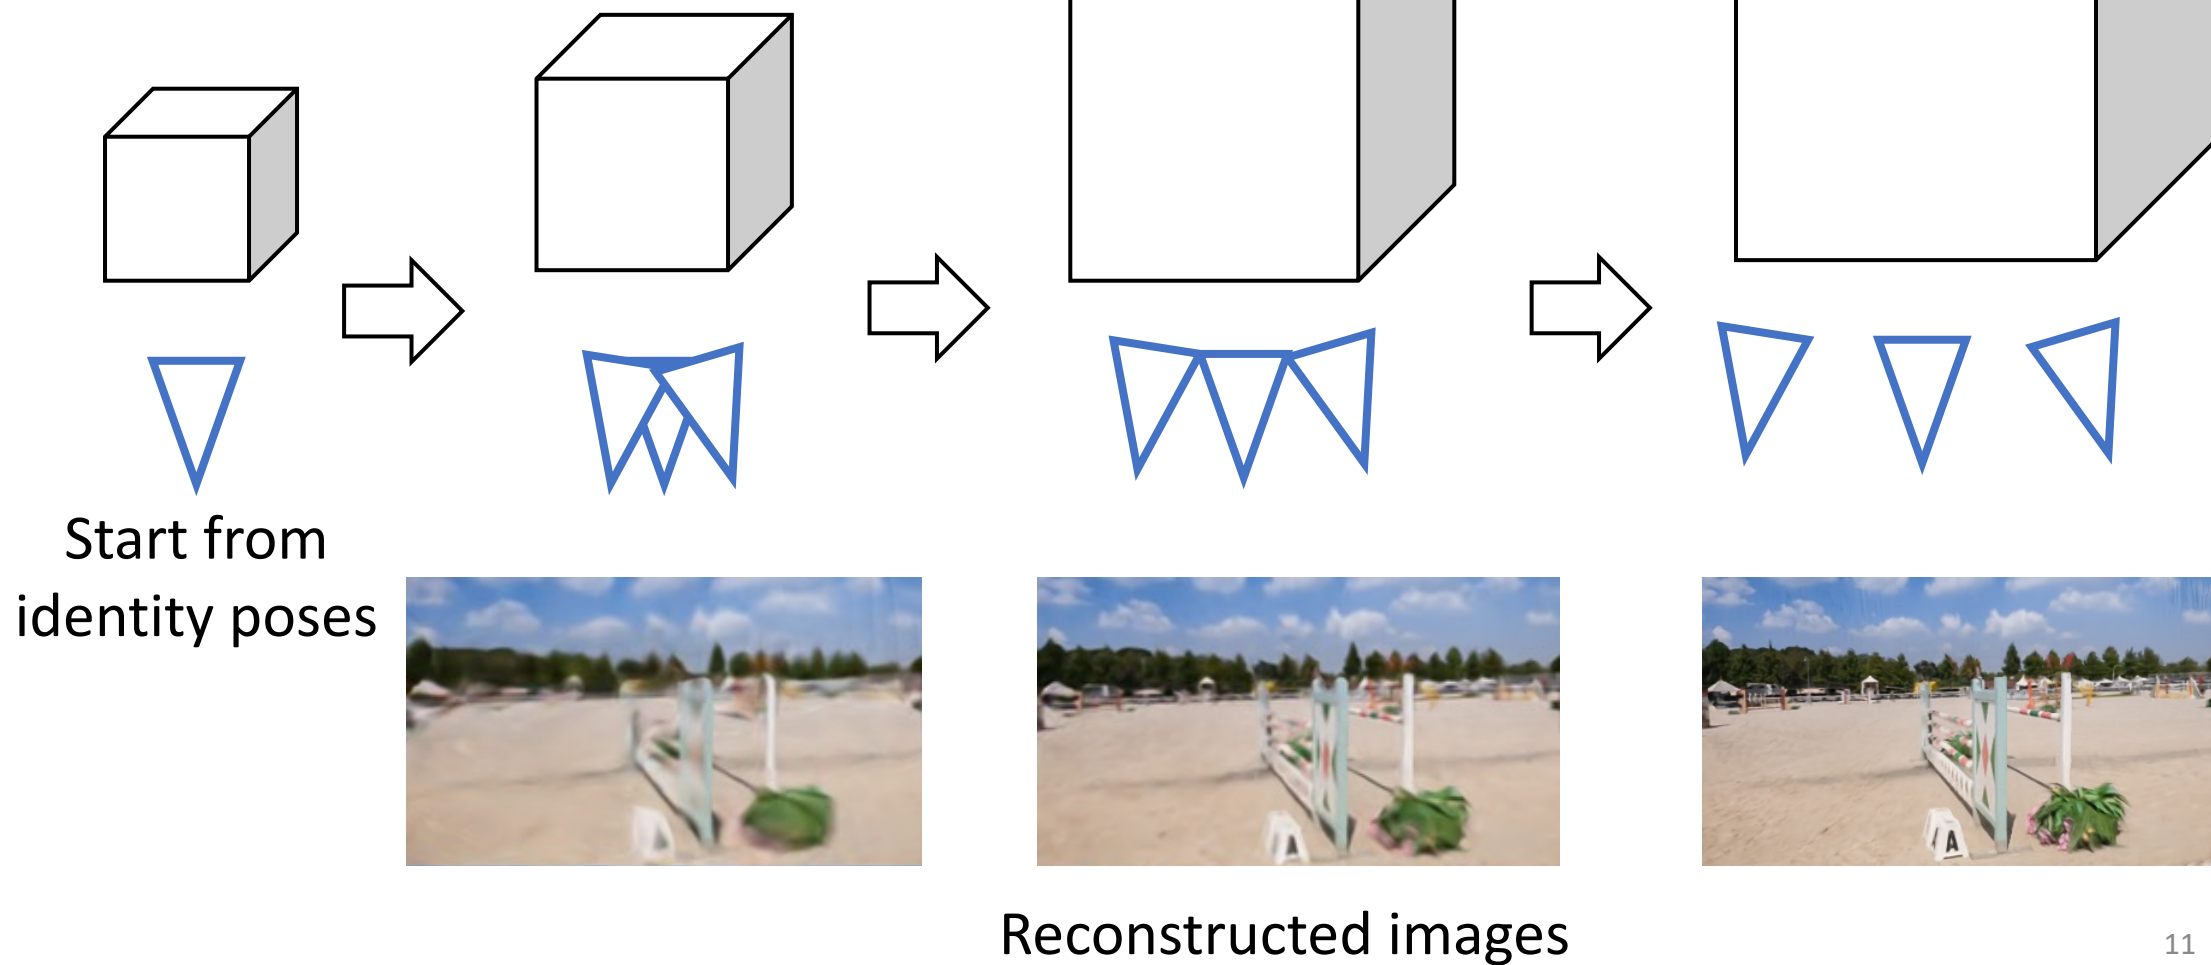 Start from
identity poses
A
A
Reconstructed images
11